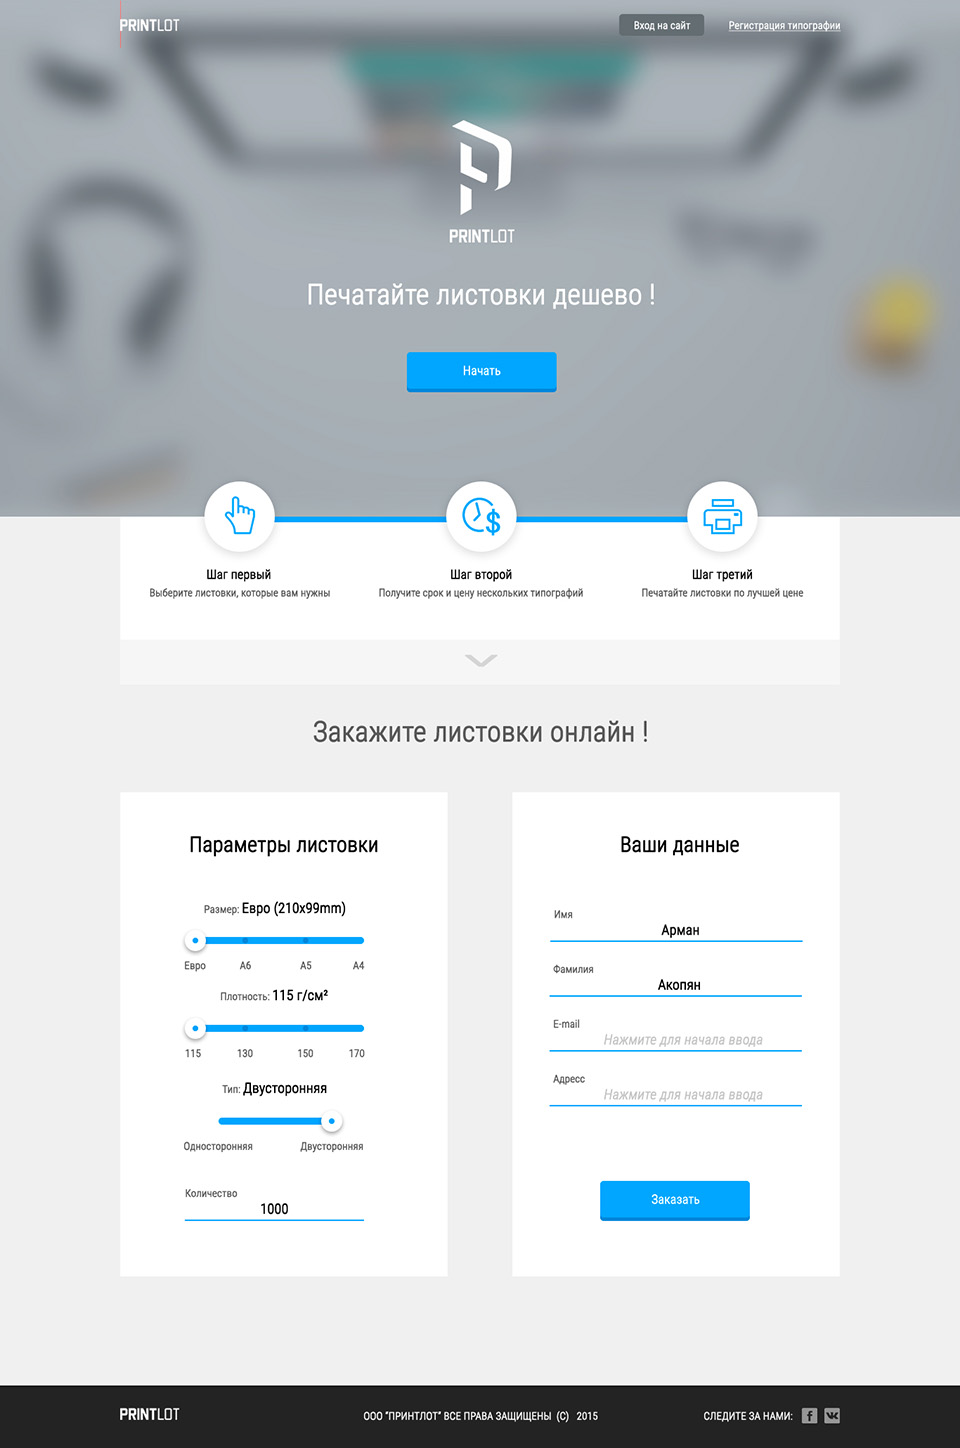 PRINTLOT
Вход на сайт
Регистрация типографии
PRINTLOT
Печатайте листовки дешево !
Начать
Шаг первый
Выберите листовки, которые вам нужны
Шаг второй
Получите срок и цену нескольких типографий
Шаг третий
Печатайте листовки по лучшей цене
Закажите листовки онлайн !
Параметры листовки
Размер: Евро (210x99mm)
Евро A6 A5 A4
Плотность: 115 г/см²
115 130 150 170
Тип: Двусторонняя
Односторонняя Двусторонняя
Количество
1000
Ваши данные
Имя
Арман
Фамилия
Акопян
E-mail
Нажмите для начала ввода
Адресс
Нажмите для начала ввода
Заказать
PRINTLOT
ООО "ПРИНТЛОТ" ВСЕ ПРАВА ЗАЩИЩЕНЫ (C) 2015
СЛЕДИТЕ ЗА НАМИ: